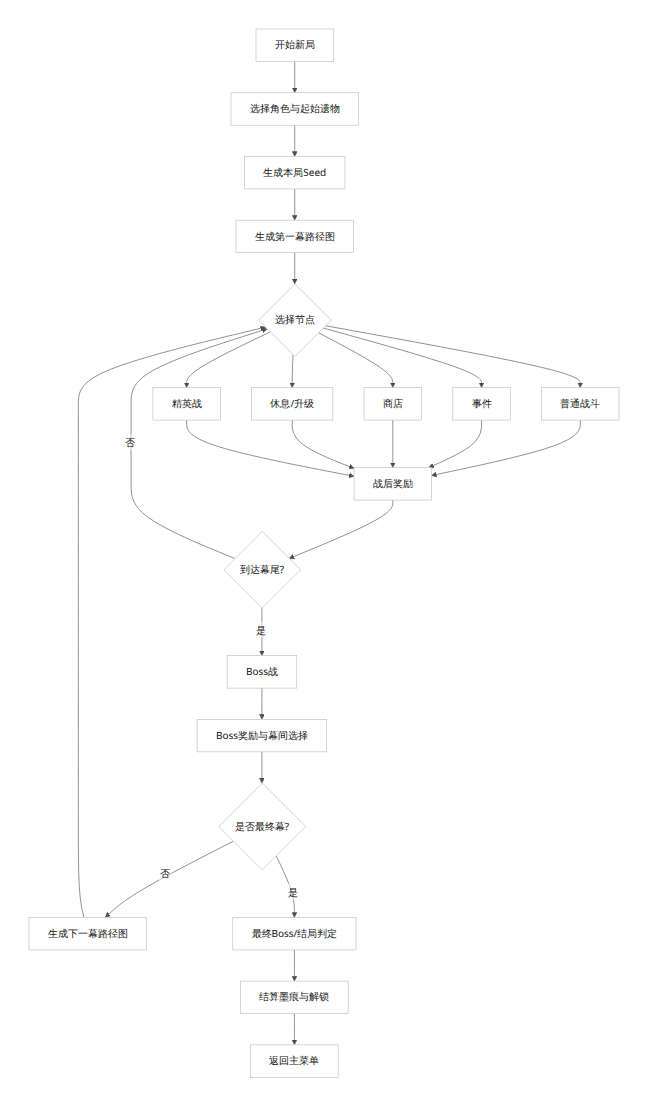 开始新局
选择角色与起始遗物
生成本局Seed
生成第一幕路径图
选择节点
精英战
休息/升级
商店
事件
普通战斗
否
战后奖励
到达幕尾?
是
Boss战
Boss奖励与幕间选择
是否最终幕?
否
是
生成下一幕路径图
最终Boss/结局判定
结算墨痕与解锁
返回主菜单